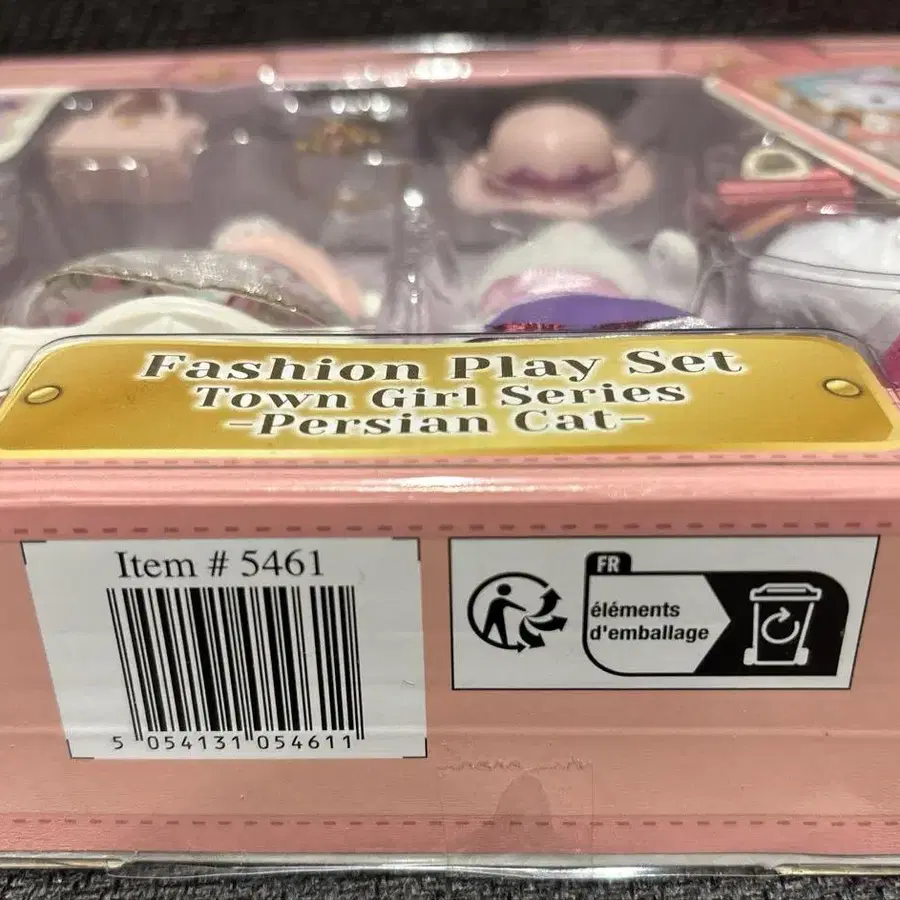 Fashion Play Set
Town Girl Series
-Persian Cat-
Item # 5461
5 054131 054611
FR
éléments
d'emballage